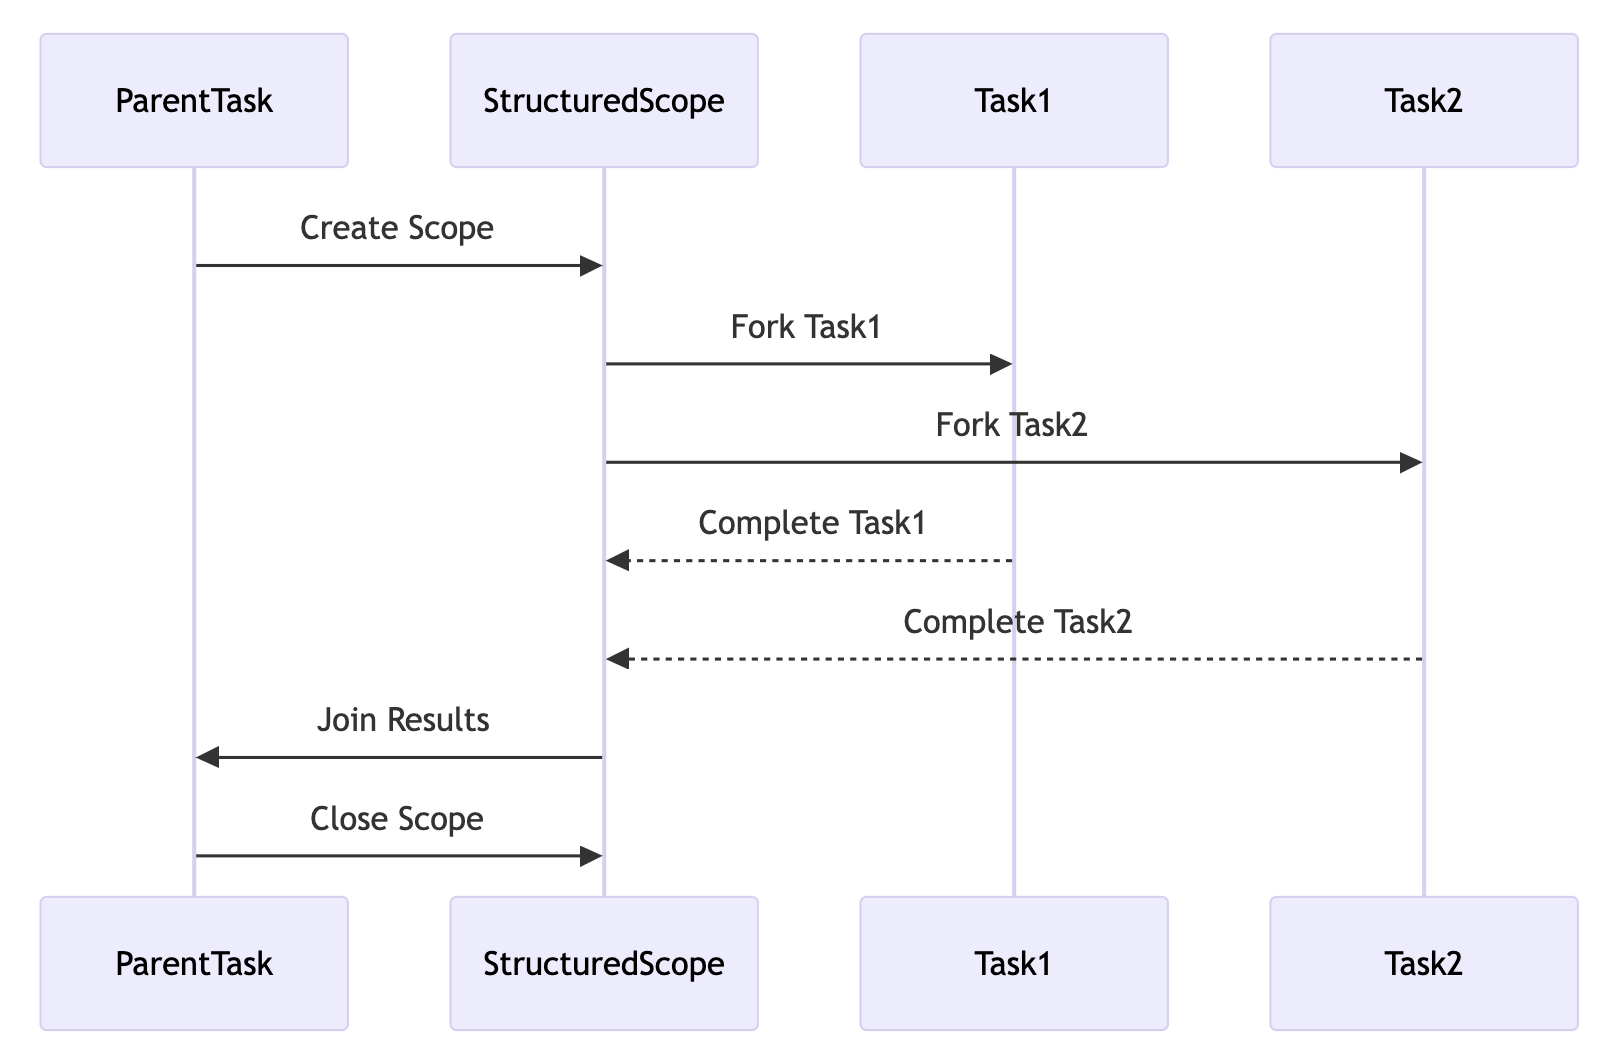 ParentTask
StructuredScope
Task1
Task2
Create Scope
Fork Task1
Fork Task2
Complete Task1
Complete Task2
Join Results
Close Scope
ParentTask
StructuredScope
Task1
Task2